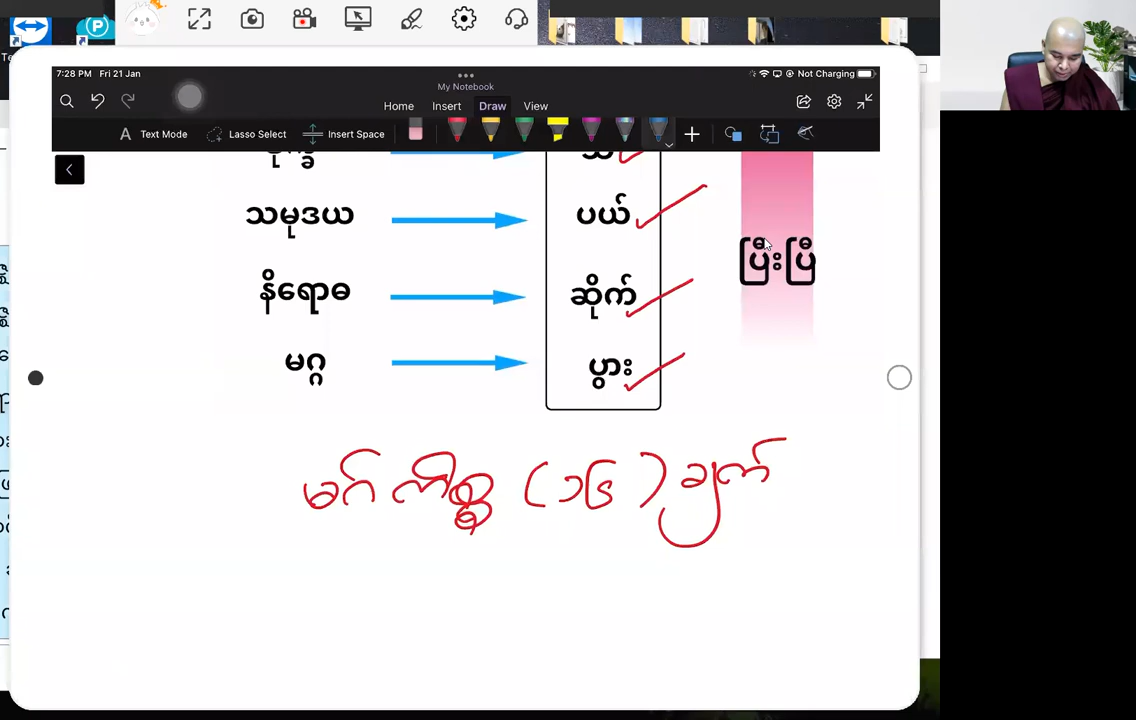 7:28 PM Fri 21 Jan
Not Charging
My Notebook
Home Insert Draw View
Text Mode Lasso Select Insert Space
သမုဒယ ပယ်
ပြီးပြီ
နိရောဓ ဆိုက်
မဂ္ဂ ပွား
မဂ် ကိစ္စ (၁၆) ချက်